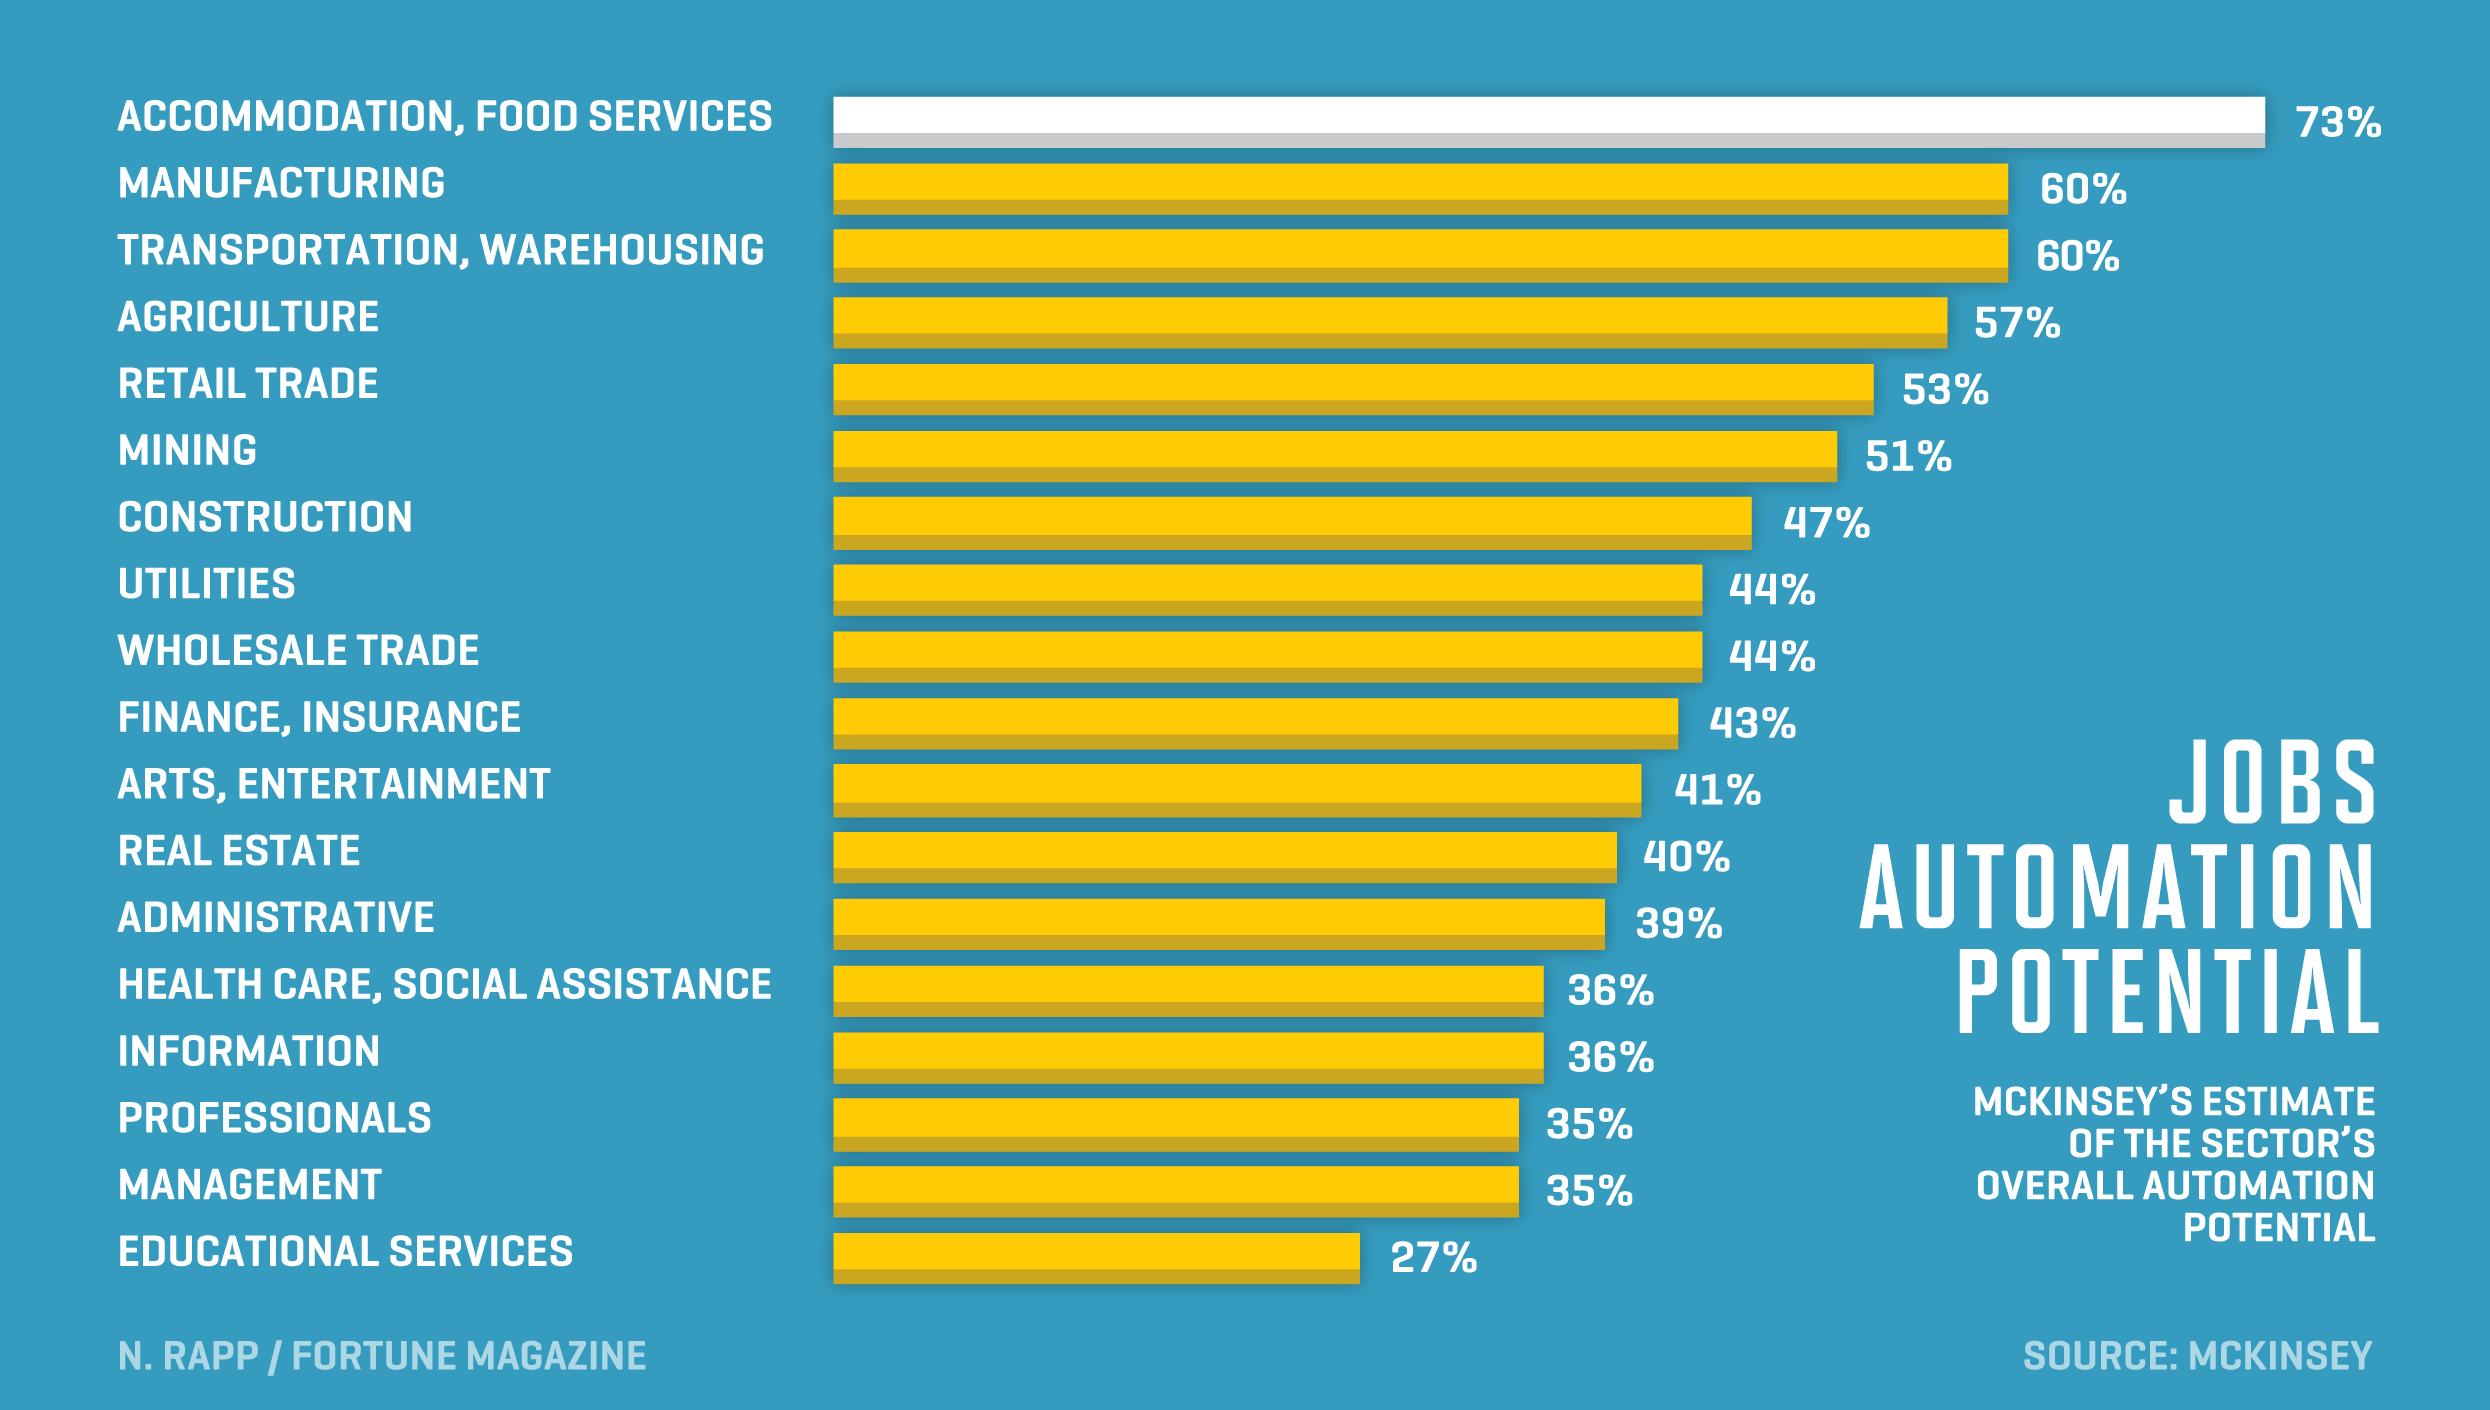 ACCOMMODATION, FOOD SERVICES 73%
MANUFACTURING 60%
TRANSPORTATION, WAREHOUSING 60%
AGRICULTURE 57%
RETAIL TRADE 53%
MINING 51%
CONSTRUCTION 47%
UTILITIES 44%
WHOLESALE TRADE 44%
FINANCE, INSURANCE 43%
ARTS, ENTERTAINMENT 41%
REAL ESTATE 40%
ADMINISTRATIVE 39%
HEALTH CARE, SOCIAL ASSISTANCE 36%
INFORMATION 36%
PROFESSIONALS 35%
MANAGEMENT 35%
EDUCATIONAL SERVICES 27%
JOBS
AUTOMATION
POTENTIAL
MCKINSEY’S ESTIMATE
OF THE SECTOR’S
OVERALL AUTOMATION
POTENTIAL
N. RAPP / FORTUNE MAGAZINE
SOURCE: MCKINSEY